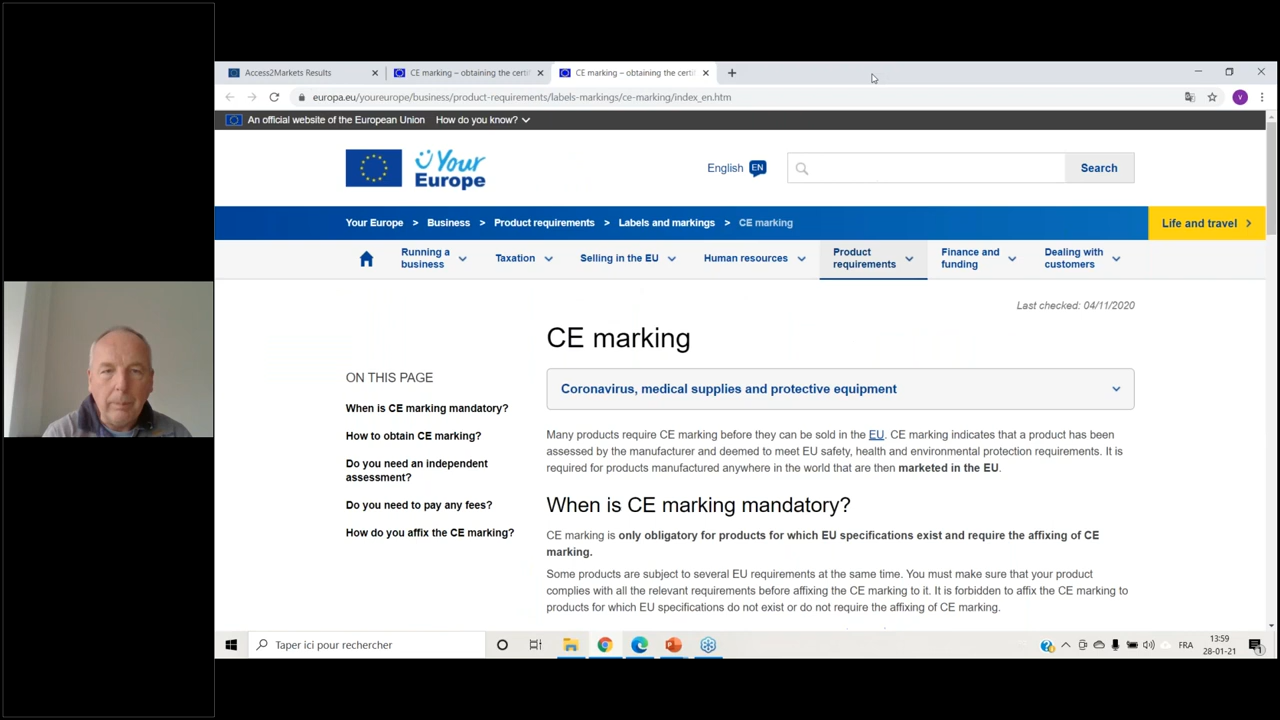 Access2Markets Results
CE marking – obtaining the certi
CE marking – obtaining the certi
europa.eu/youreurope/business/product-requirements/labels-markings/ce-marking/index_en.htm
V
An official website of the European Union How do you know?
Your
Europe
English EN
Search
Your Europe > Business > Product requirements > Labels and markings > CE marking
Life and travel >
Running a business
Taxation
Selling in the EU
Human resources
Product requirements
Finance and funding
Dealing with customers
Last checked: 04/11/2020
CE marking
ON THIS PAGE
When is CE marking mandatory?
How to obtain CE marking?
Do you need an independent
assessment?
Do you need to pay any fees?
How do you affix the CE marking?
Coronavirus, medical supplies and protective equipment
Many products require CE marking before they can be sold in the EU. CE marking indicates that a product has been
assessed by the manufacturer and deemed to meet EU safety, health and environmental protection requirements. It is
required for products manufactured anywhere in the world that are then marketed in the EU.
When is CE marking mandatory?
CE marking is only obligatory for products for which EU specifications exist and require the affixing of CE
marking.
Some products are subject to several EU requirements at the same time. You must make sure that your product
complies with all the relevant requirements before affixing the CE marking to it. It is forbidden to affix the CE marking to
products for which EU specifications do not exist or do not require the affixing of CE marking.
Taper ici pour rechercher
FRA
13:59
28-01-21